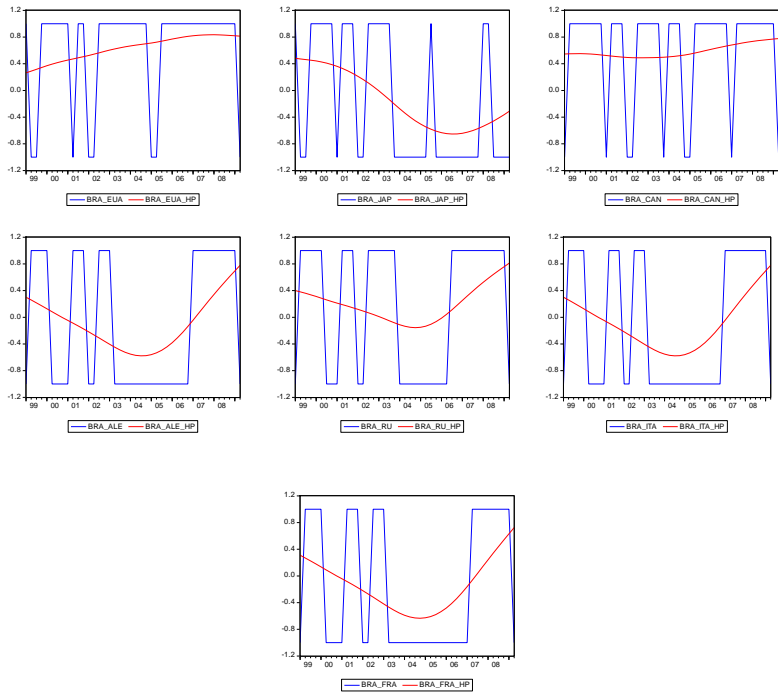 1.2 1.2 1.2
0.8 0.8 0.8
0.4 0.4 0.4
0.0 0.0 0.0
-0.4 -0.4 -0.4
-0.8 -0.8 -0.8
-1.2 -1.2 -1.2
99 00 01 02 03 04 05 06 07 08 99 00 01 02 03 04 05 06 07 08 99 00 01 02 03 04 05 06 07 08
BRA_EUA BRA_EUA_HP BRA_JAP BRA_JAP_HP BRA_CAN BRA_CAN_HP
1.2 1.2 1.2
0.8 0.8 0.8
0.4 0.4 0.4
0.0 0.0 0.0
-0.4 -0.4 -0.4
-0.8 -0.8 -0.8
-1.2 -1.2 -1.2
99 00 01 02 03 04 05 06 07 08 99 00 01 02 03 04 05 06 07 08 99 00 01 02 03 04 05 06 07 08
BRA_ALE BRA_ALE_HP BRA_RU BRA_RU_HP BRA_ITA BRA_ITA_HP
1.2
0.8
0.4
0.0
-0.4
-0.8
-1.2
99 00 01 02 03 04 05 06 07 08
BRA_FRA BRA_FRA_HP